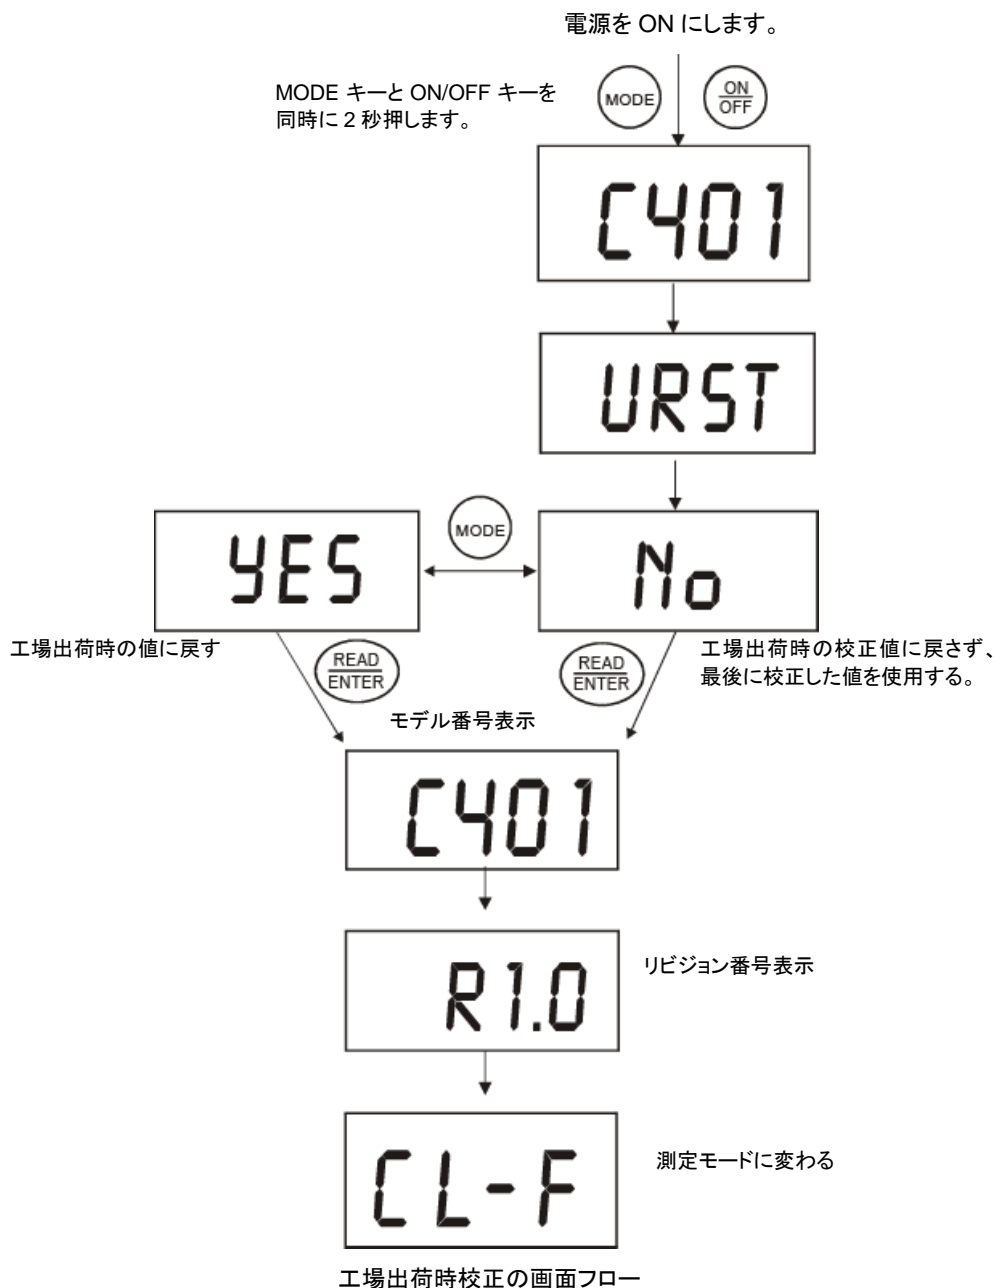 電源を ON にします。
MODE キーと ON/OFF キーを
同時に 2 秒押します。
MODE
ON
OFF
C401
URST
MODE
YES
No
工場出荷時の値に戻す
READ
ENTER
READ
ENTER
工場出荷時の校正値に戻さず、
最後に校正した値を使用する。
モデル番号表示
C401
R1.0
リビジョン番号表示
CL-F
測定モードに変わる
工場出荷時校正の画面フロー